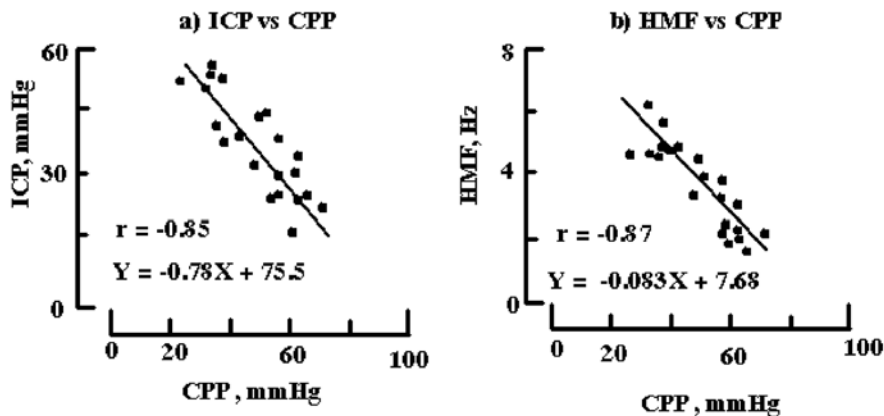 a) ICP vs CPP
60
30
0
ICP, mmHg
r = -0.85
Y = -0.78X + 75.5
0 20 60 100
CPP , mmHg
b) HMF vs CPP
8
4
0
HMF, Hz
r = -0.87
Y = -0.083X + 7.68
0 20 60 100
CPP , mmHg